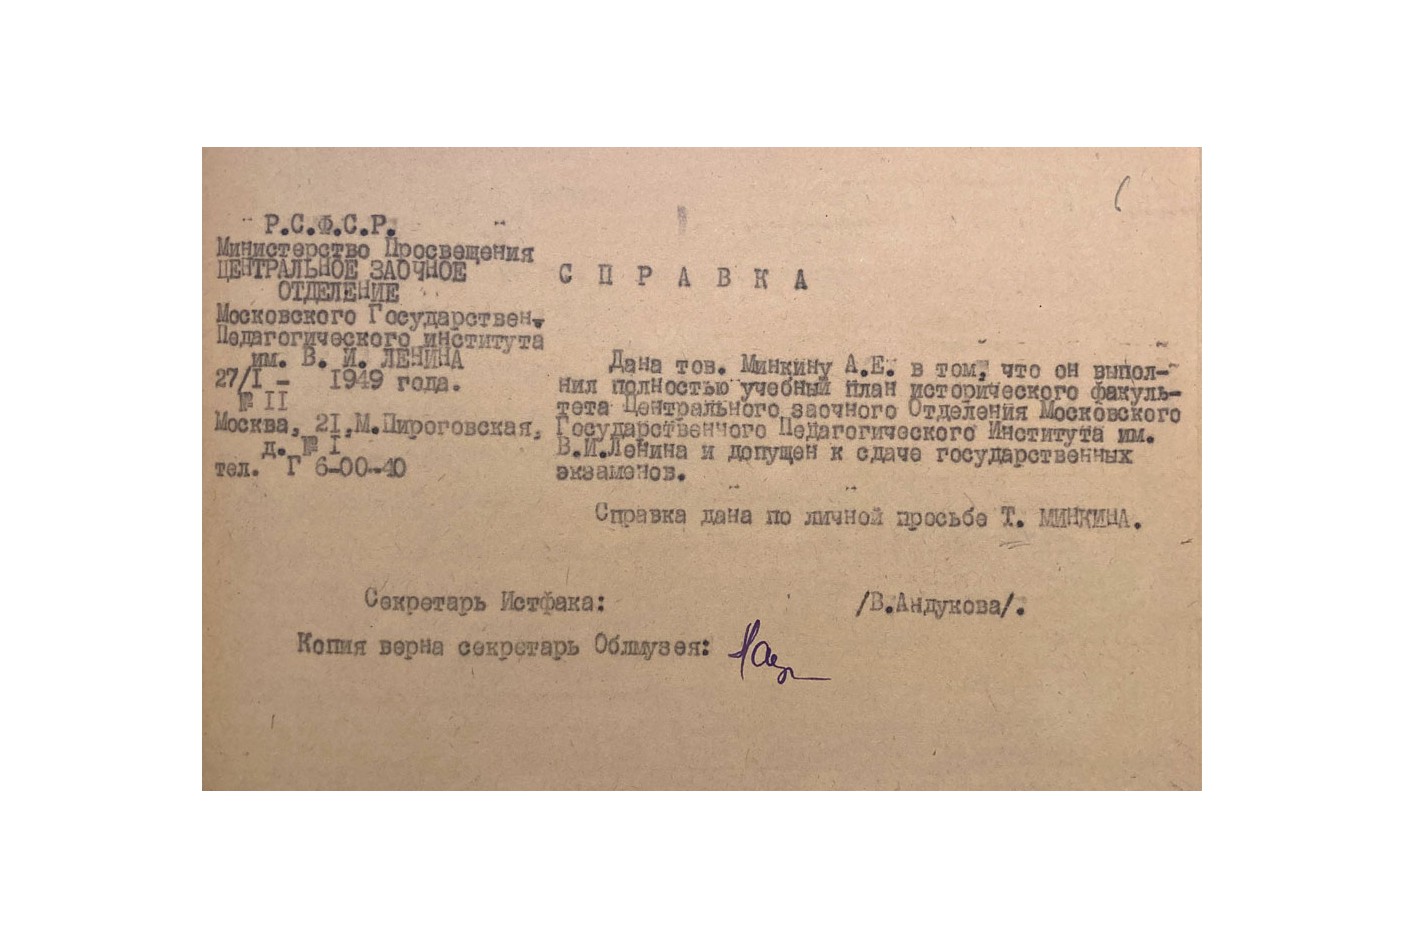 Р.С.Ф.С.Р.
Министерство Просвещения
ЦЕНТРАЛЬНОЕ ЗАОЧНОЕ
ОТДЕЛЕНИЕ
Московского Государствен.
Педагогического института
им. В. И. ЛЕНИНА
27/I - 1949 года.
№ II
Москва, 21,М.Пироговская,
д. № I
тел. Г 6-00-40
СПРАВКА
Дана тов. Минкину А.Е. в том, что он выпол-
нил полностью учебный план исторического факуль-
тета Центрального заочного Отделения Московского
Государственного Педагогического Института им.
В.И.Ленина и допущен к сдаче государственных
экзаменов.
Справка дана по личной просьбе Т. МИНКИНА.
Секретарь Истфака: /В.Андукова/.
Копия верна секретарь Облмузея: